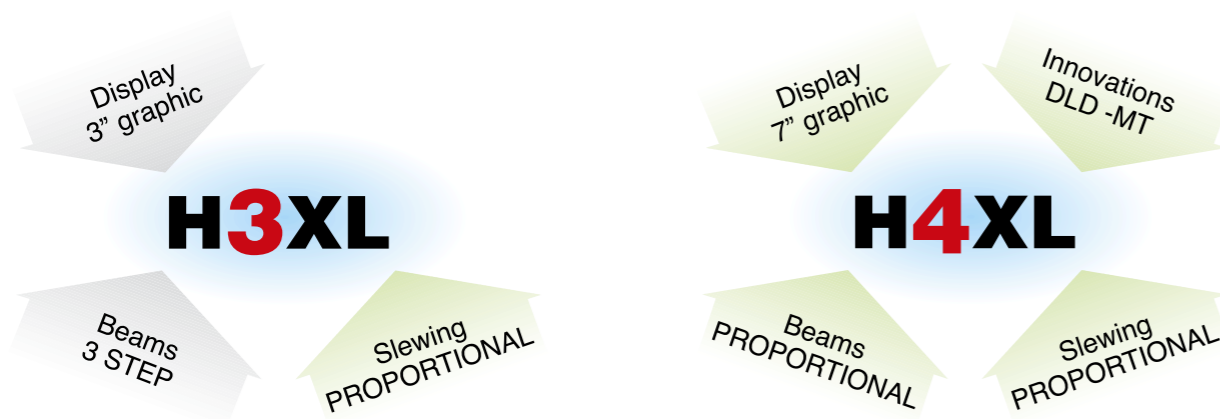 Display
3” graphic
H3XL
Beams
3 STEP
Slewing
PROPORTIONAL
Display
7” graphic
Innovations
DLD -MT
H4XL
Beams
PROPORTIONAL
Slewing
PROPORTIONAL